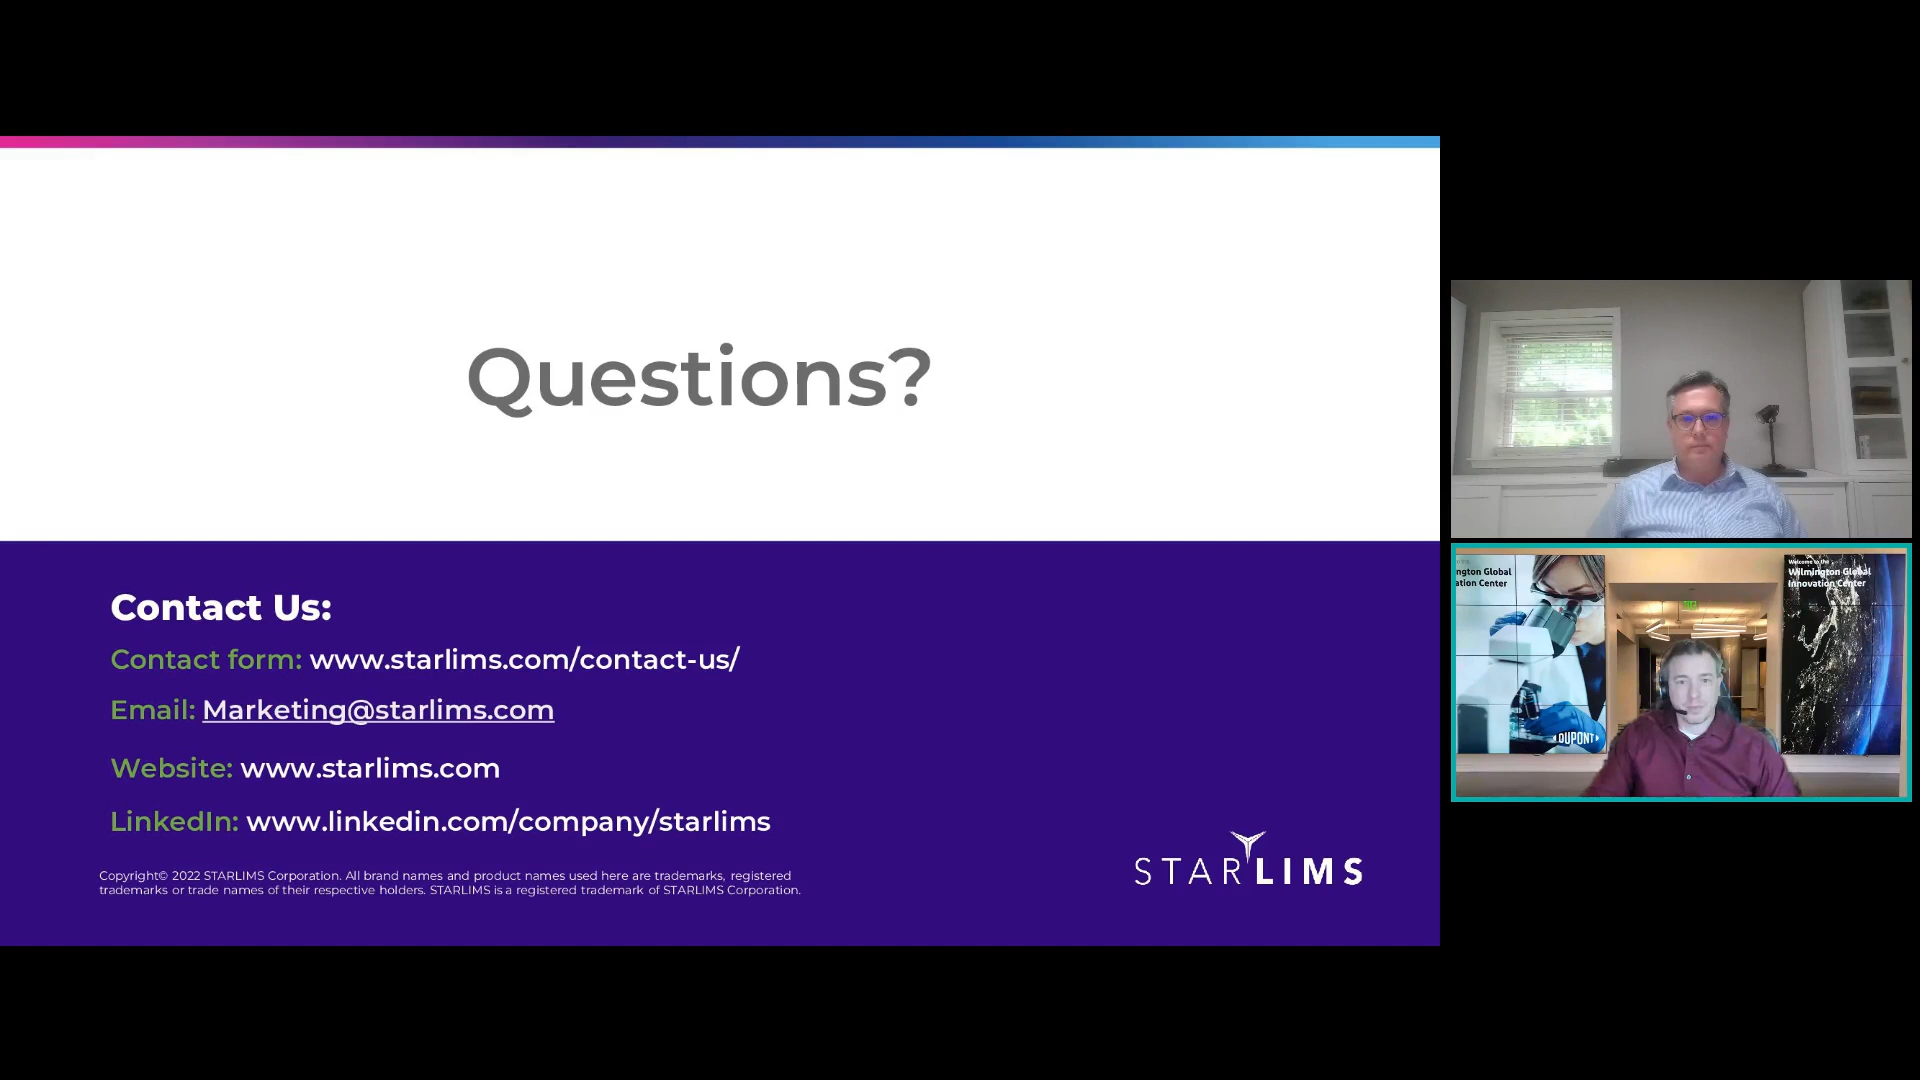 Questions?
Contact Us:
Contact form: www.starlims.com/contact-us/
Email: Marketing@starlims.com
Website: www.starlims.com
LinkedIn: www.linkedin.com/company/starlims
Copyright© 2022 STARLIMS Corporation. All brand names and product names used here are trademarks, registered
trademarks or trade names of their respective holders. STARLIMS is a registered trademark of STARLIMS Corporation.
STARLIMS
ngton Global
ation Center
DUPONT
Welcome to the
Wilmington Global
Innovation Center